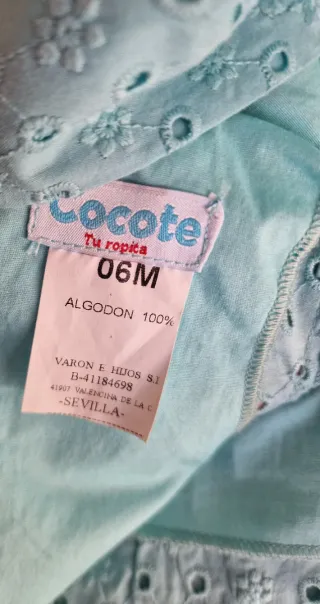 Cocote
Tu ropita
06M
ALGODON 100%
VARON E HIJOS S.l
B-41184698
41907 VALENCINA DE LA C.
-SEVILLA-